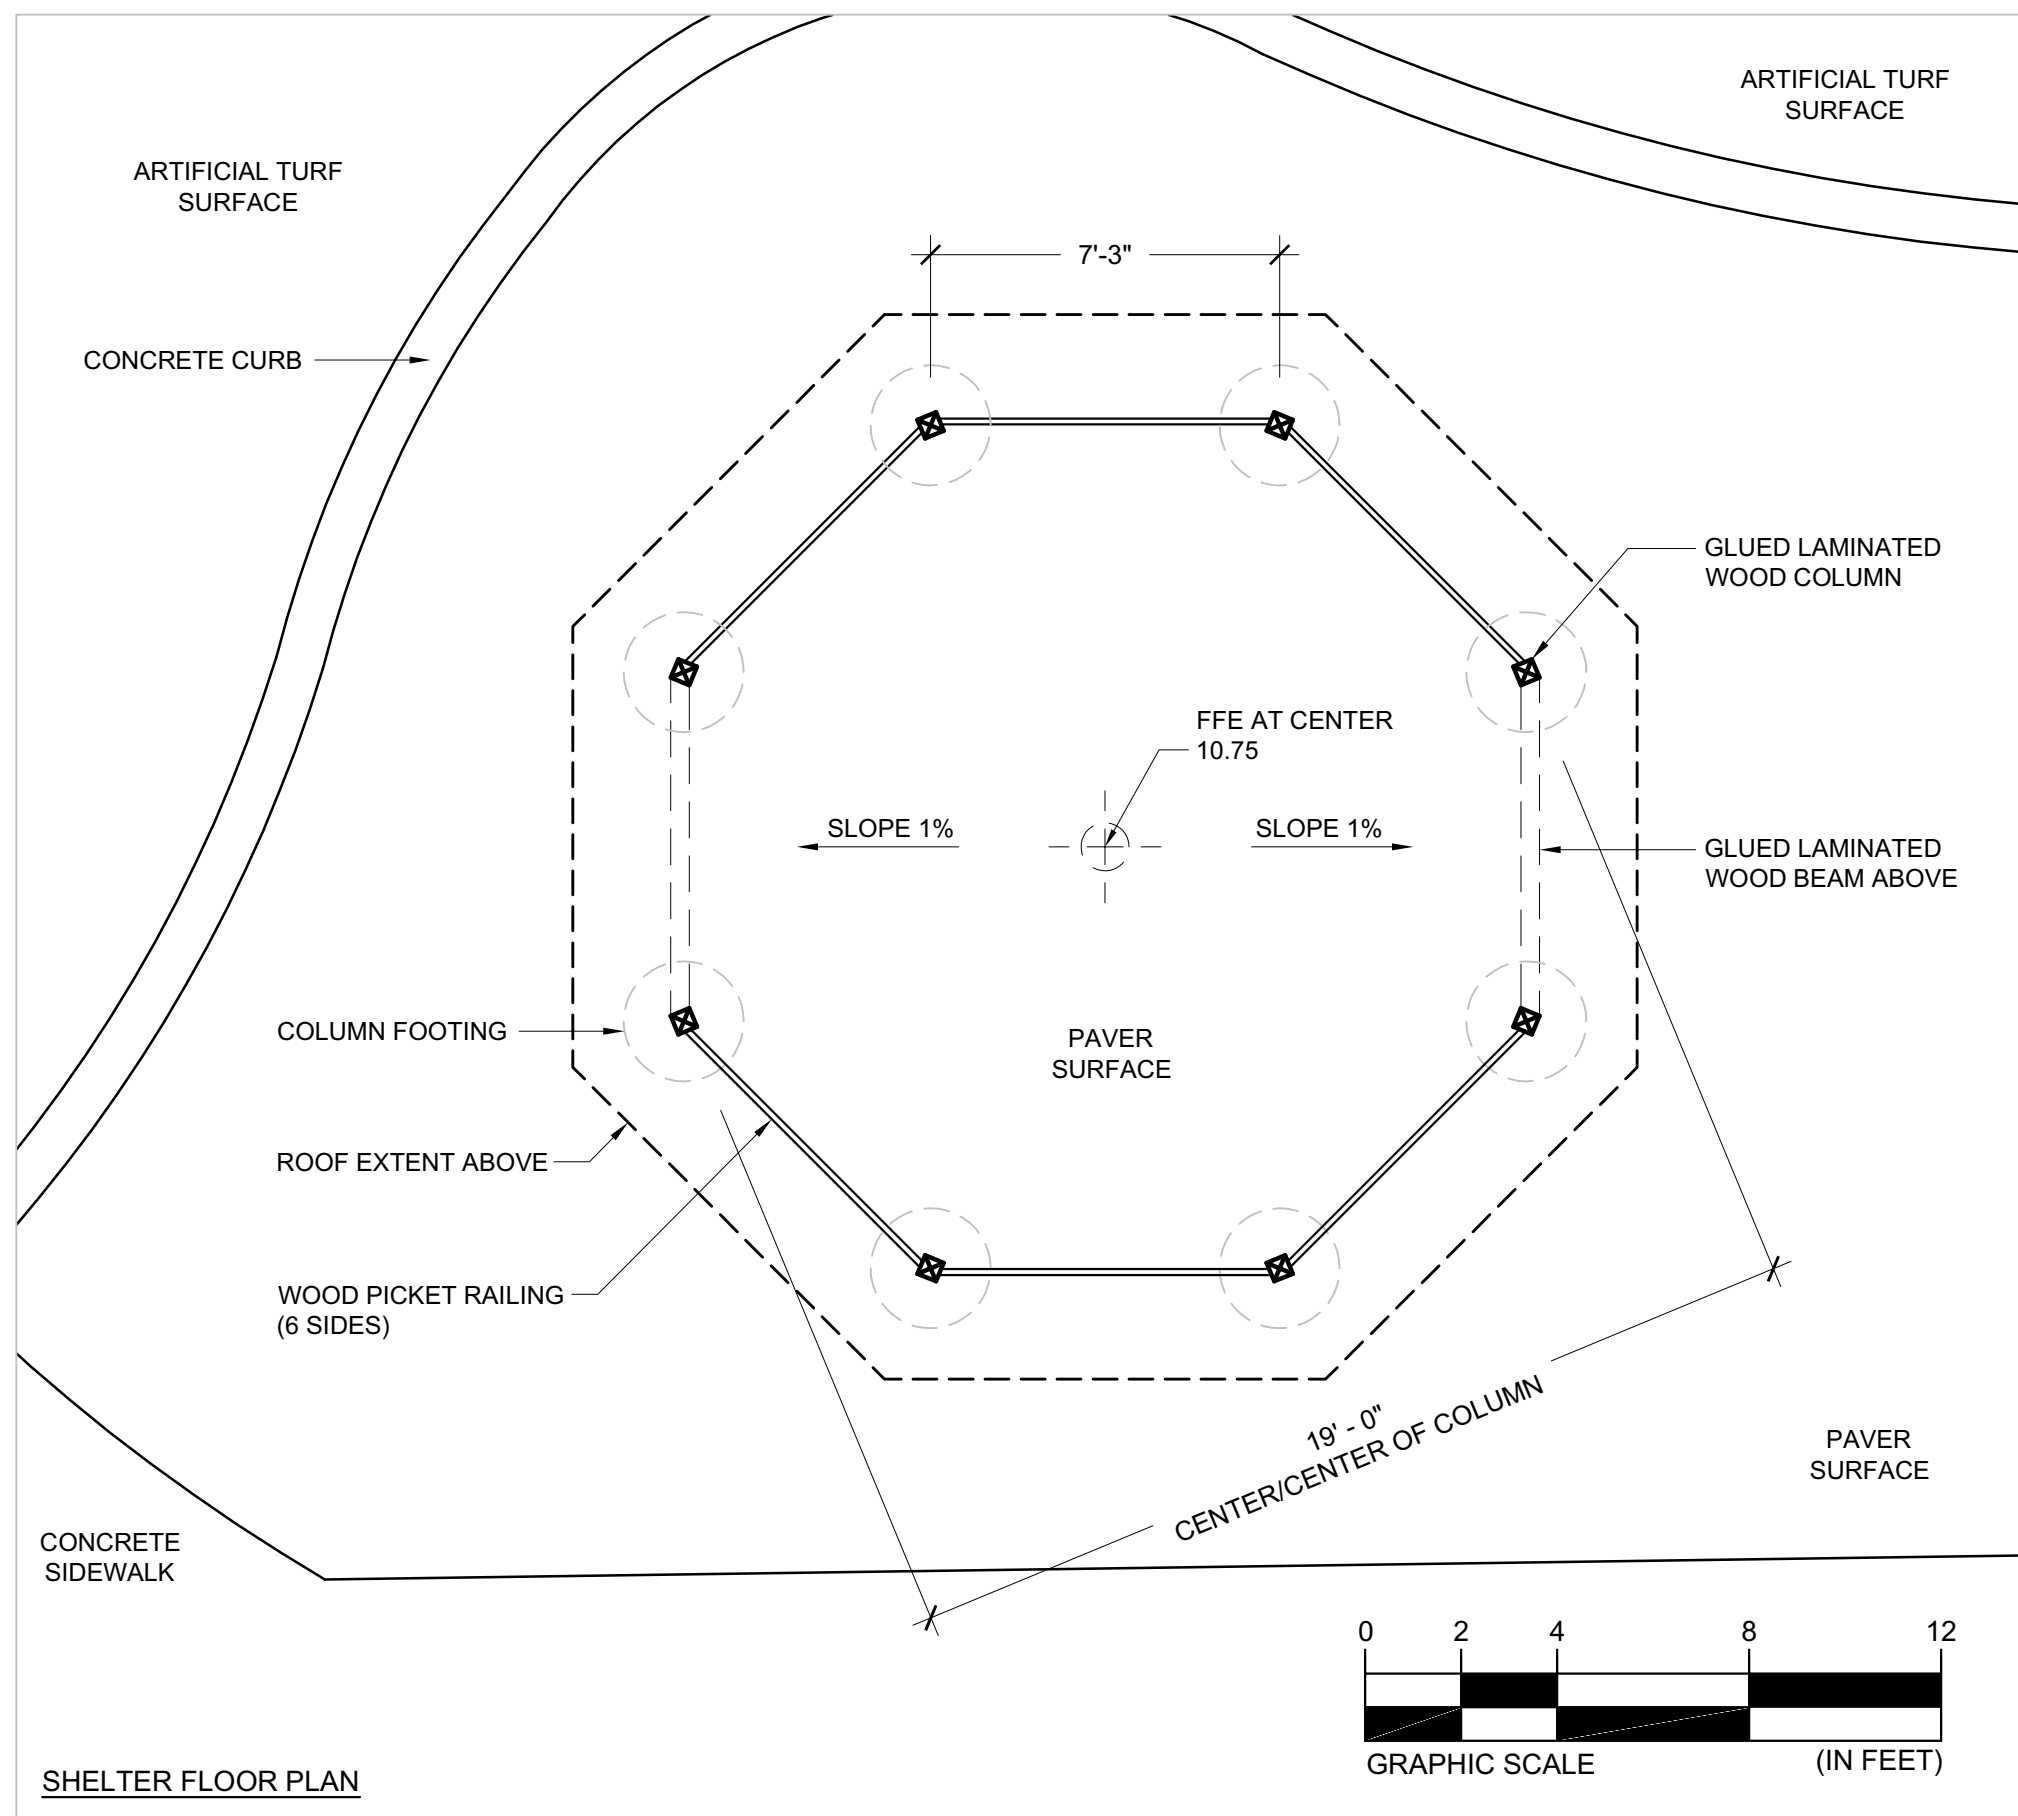 ARTIFICIAL TURF
SURFACE
ARTIFICIAL TURF
SURFACE
7'-3"
CONCRETE CURB
GLUED LAMINATED
WOOD COLUMN
FFE AT CENTER
10.75
SLOPE 1%
SLOPE 1%
GLUED LAMINATED
WOOD BEAM ABOVE
COLUMN FOOTING
PAVER
SURFACE
ROOF EXTENT ABOVE
WOOD PICKET RAILING
(6 SIDES)
19' - 0"
CENTER/CENTER OF COLUMN
PAVER
SURFACE
CONCRETE
SIDEWALK
0 2 4 8 12
GRAPHIC SCALE (IN FEET)
SHELTER FLOOR PLAN